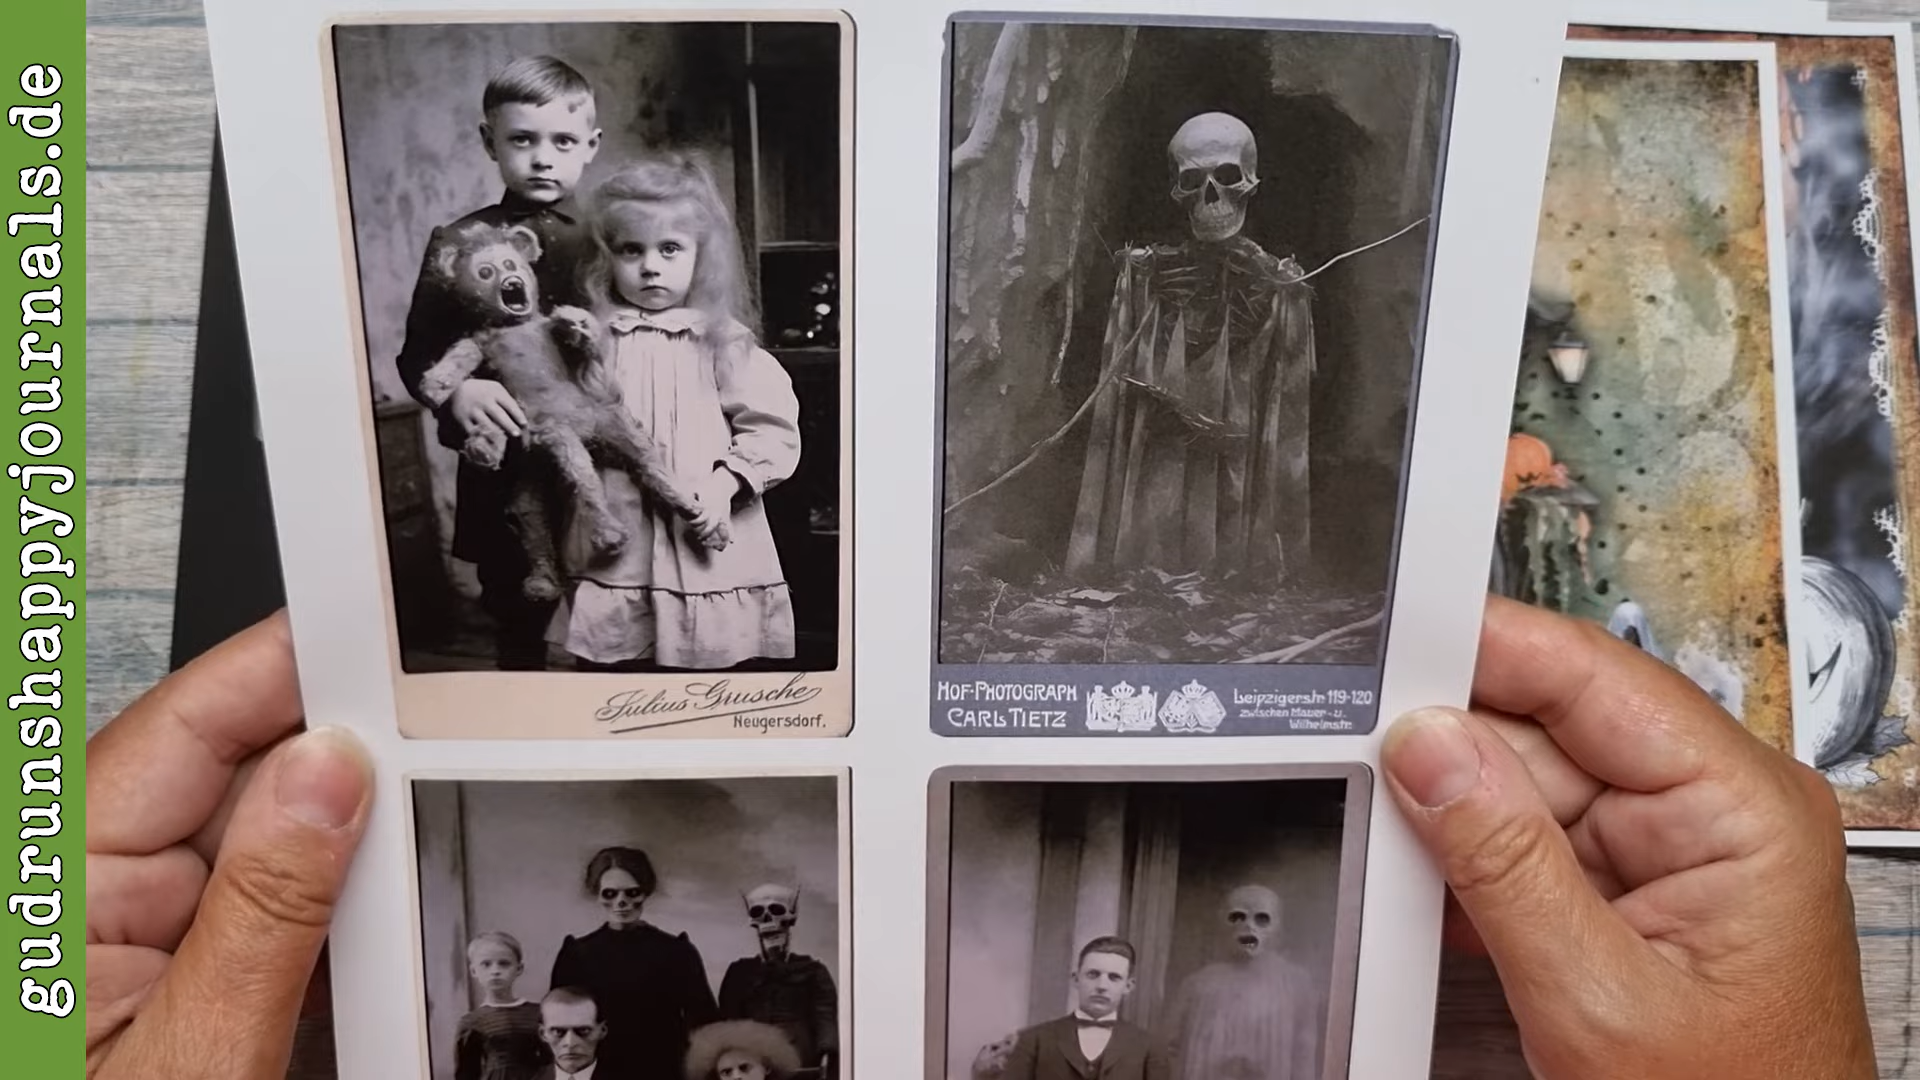 gudrunshappyjournals.de
Julius Grusche
Neugersdorf.
HOF-PHOTOGRAPH
CARL TIETZ
Leipzigerstr. 119-120
zwischen Mauer- u.
Wilhelmstr.